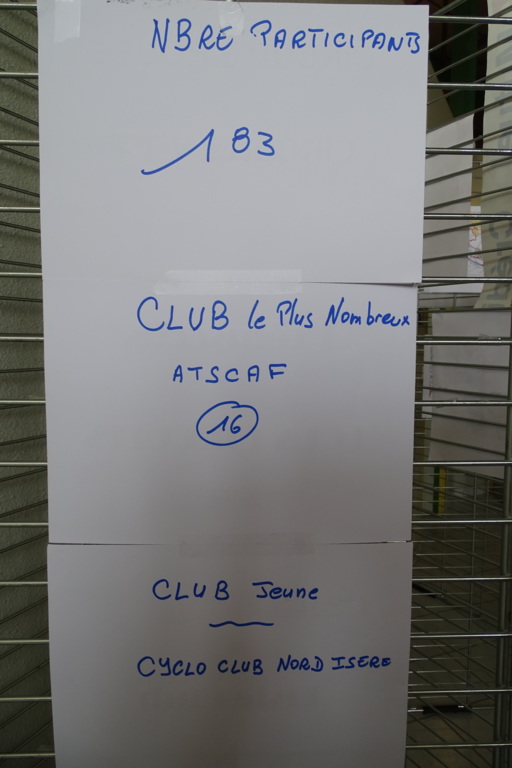 NBRE PARTICIPANTS
183
CLUB le Plus Nombreux
ATSCAF
16
CLUB Jeune
CYCLO CLUB NORD ISERE